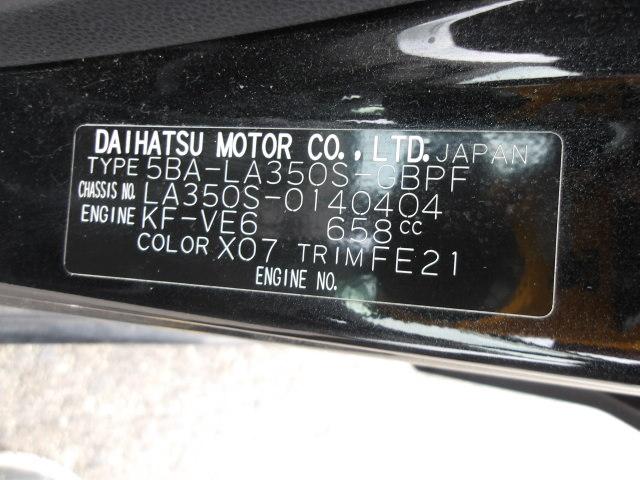 DAIHATSU MOTOR CO., LTD. JAPAN
TYPE 5BA-LA350S-GBPF
CHASSIS NO. LA350S-0140404
ENGINE KF-VE6 658cc
COLOR X07 TRIM FE21
ENGINE NO.